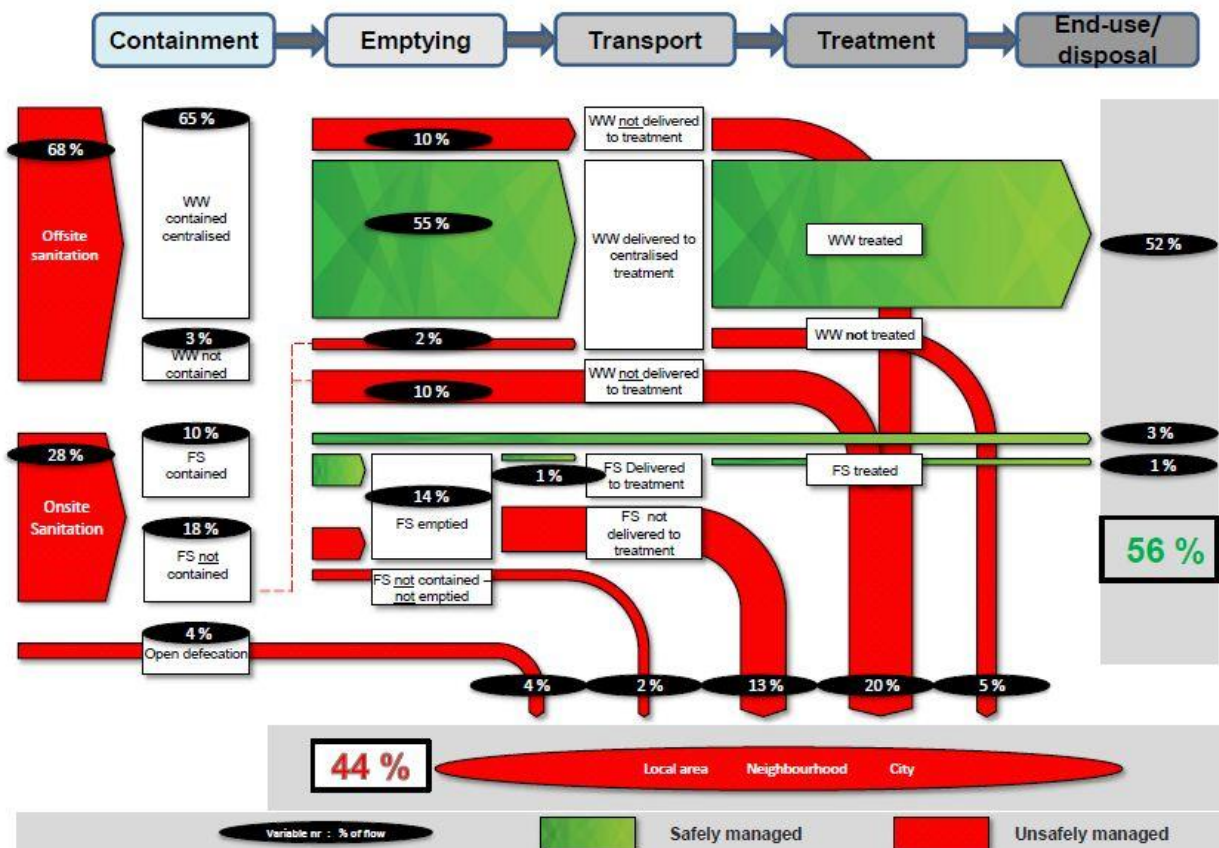 Containment
Emptying
Transport
Treatment
End-use/
disposal
68 %
Offsite
sanitation
65 %
WW
contained
centralised
3 %
WW not
contained
10 %
55 %
2 %
10 %
WW not delivered
to treatment
WW delivered to
centralised
treatment
WW not delivered
to treatment
WW treated
WW not treated
52 %
28 %
Onsite
Sanitation
10 %
FS
contained
18 %
FS not
contained
14 %
FS emptied
1 %
FS Delivered
to treatment
FS not
delivered to
treatment
FS treated
3 %
1 %
56 %
FS not contained –
not emptied
4 %
Open defecation
4 %
2 %
13 %
20 %
5 %
44 %
Local area Neighbourhood City
Variable nr : % of flow
Safely managed
Unsafely managed